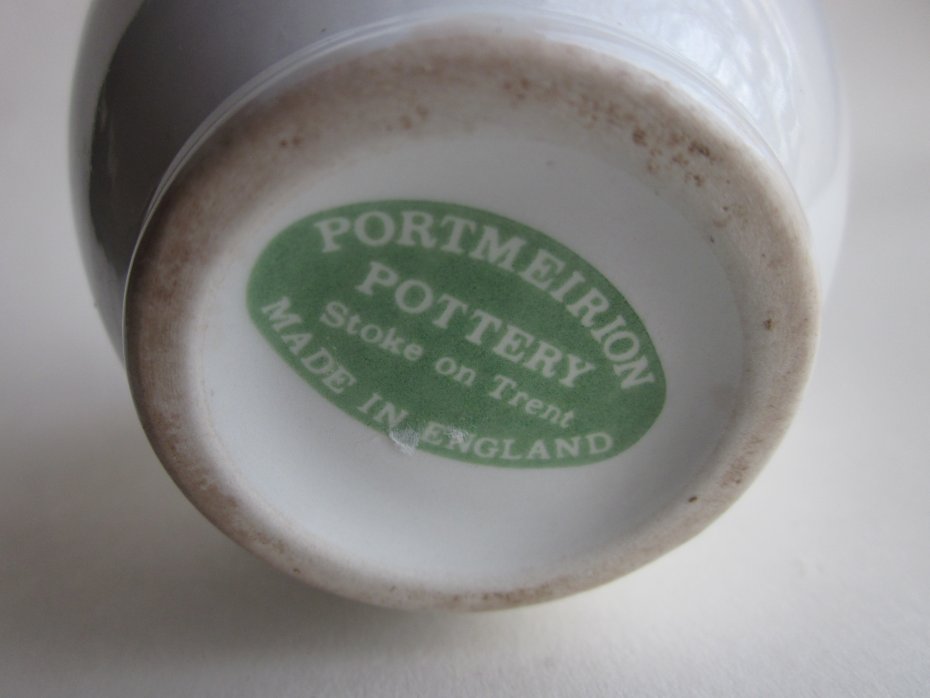 PORTMEIRION
POTTERY
Stoke on Trent
MADE IN ENGLAND